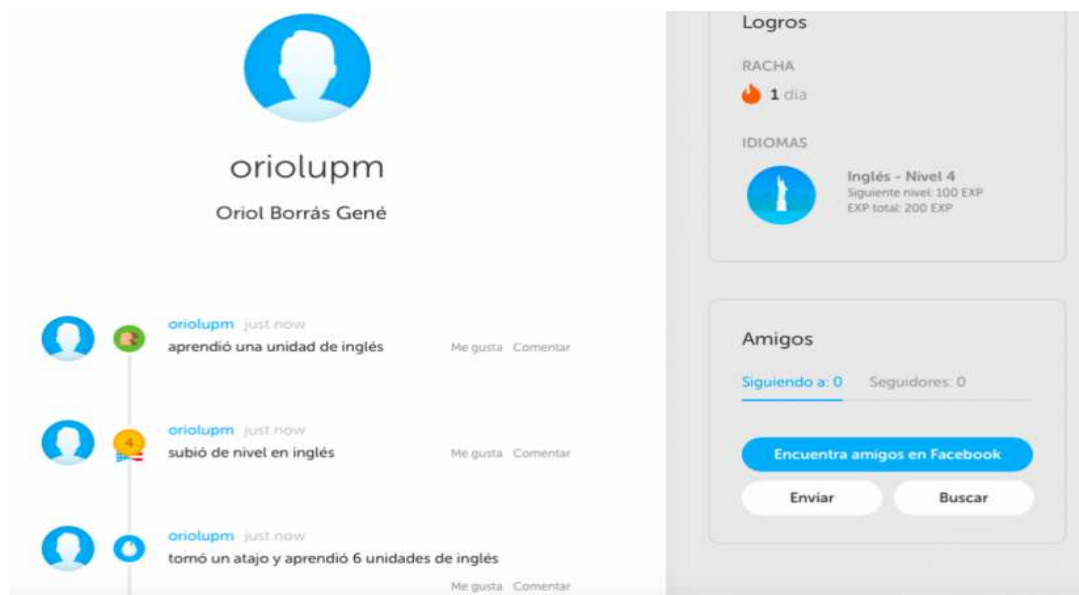 oriolupm
Oriol Borrás Gené
oriolupm just now
aprendió una unidad de inglés Me gusta Comentar
oriolupm just now
4
subió de nivel en inglés Me gusta Comentar
oriolupm just now
tomó un atajo y aprendió 6 unidades de inglés
Me gusta Comentar
Logros
RACHA
1 día
IDIOMAS
Inglés - Nivel 4
Siguiente nivel: 100 EXP
EXP total: 200 EXP
Amigos
Siguiendo a: 0 Seguidores: 0
Encuentra amigos en Facebook
Enviar Buscar